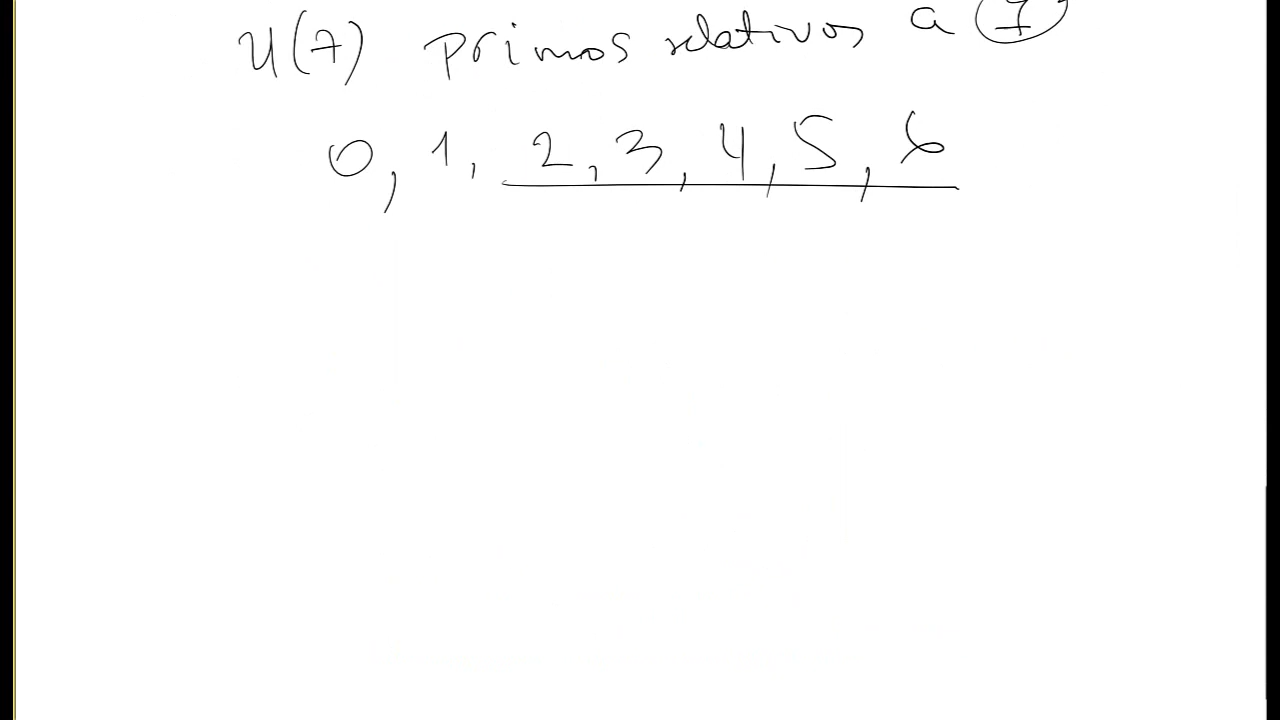 U(7) primos relativos a 7
0, 1, 2, 3, 4, 5, 6